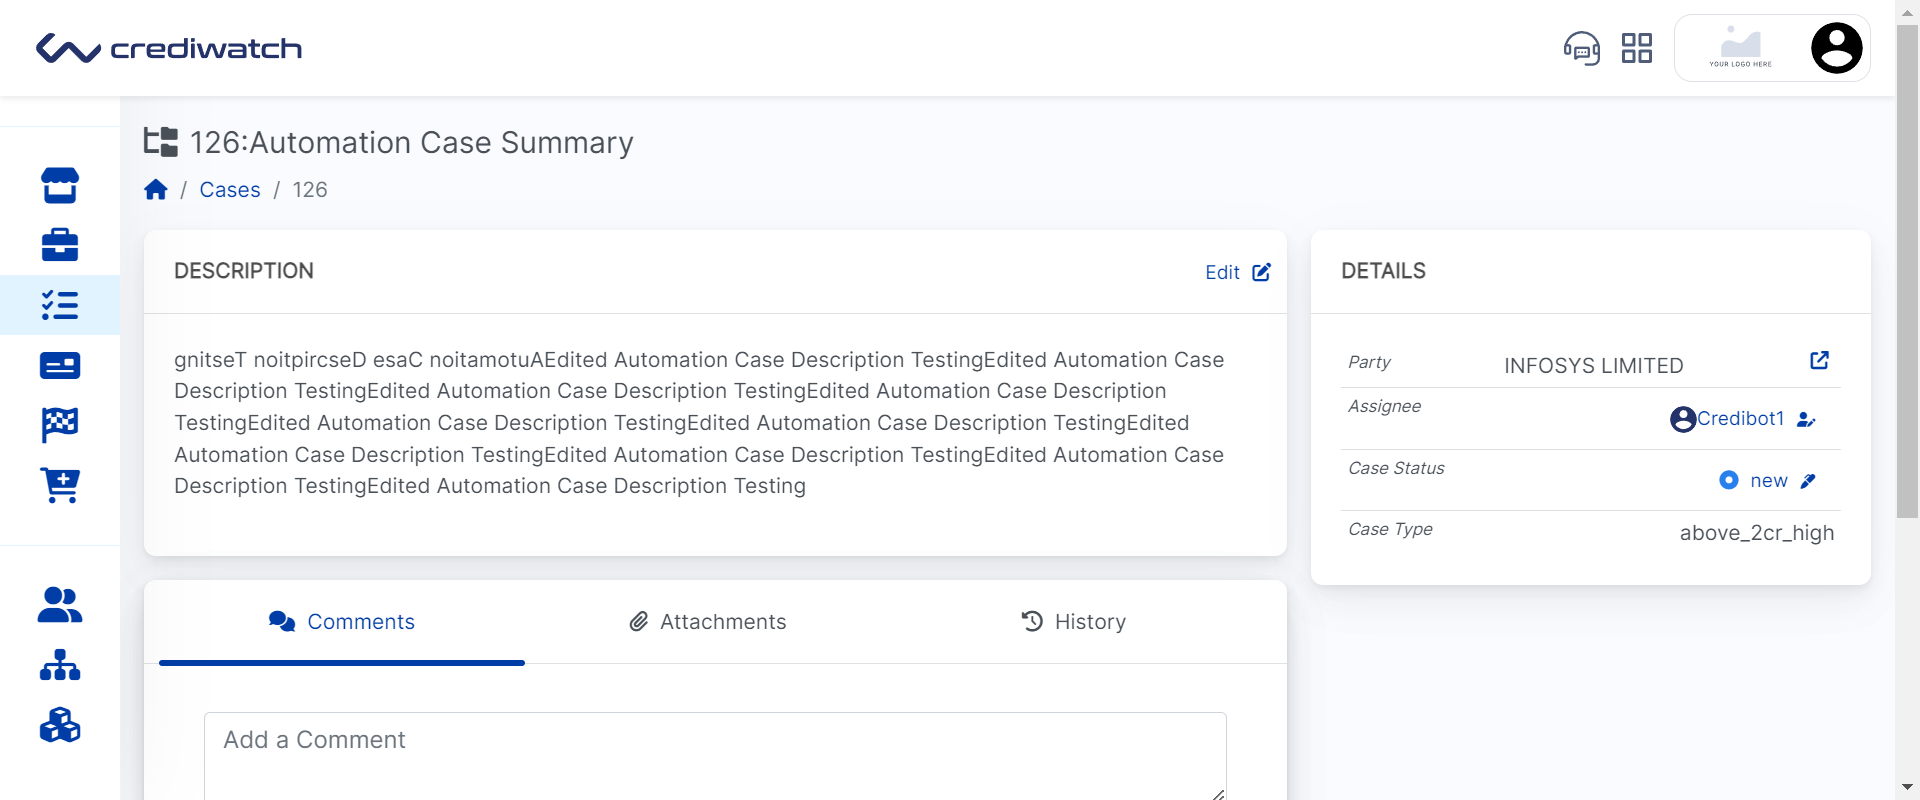 crediwatch
YOUR LOGO HERE
126:Automation Case Summary
/ Cases / 126
DESCRIPTION
Edit
gnitseT noitpircseD esaC noitamotuAEdited Automation Case Description TestingEdited Automation Case
Description TestingEdited Automation Case Description TestingEdited Automation Case Description
TestingEdited Automation Case Description TestingEdited Automation Case Description TestingEdited
Automation Case Description TestingEdited Automation Case Description TestingEdited Automation Case
Description TestingEdited Automation Case Description Testing
DETAILS
Party INFOSYS LIMITED
Assignee Credibot1
Case Status new
Case Type above_2cr_high
Comments Attachments History
Add a Comment